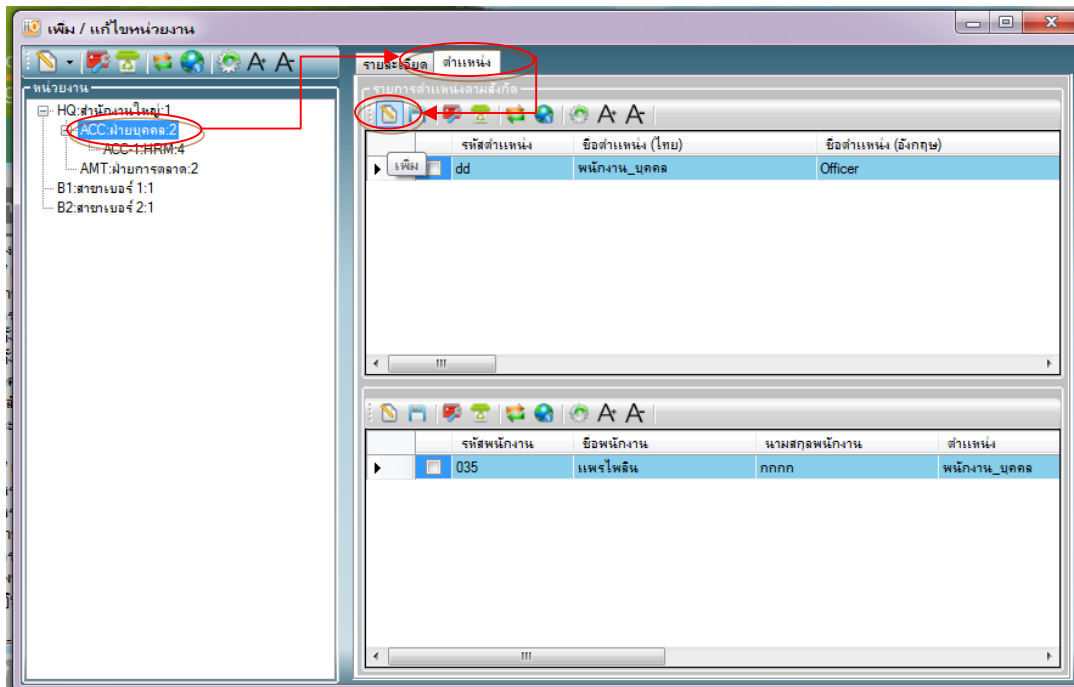 เพิ่ม / แก้ไขหน่วยงาน
A+ A-
หน่วยงาน
HQ:สำนักงานใหญ่:1
ACC:ฝ่ายบุคคล:2
ACC-1:HRM:4
AMT:ฝ่ายการตลาด:2
B1:สาขาเบอร์ 1:1
B2:สาขาเบอร์ 2:1
รายละเอียด ตำแหน่ง
รายการตำแหน่งตามสังกัด
A+ A-
รหัสตำแหน่ง ชื่อตำแหน่ง (ไทย) ชื่อตำแหน่ง (อังกฤษ)
เพิ่ม dd พนักงาน_บุคคล Officer
A+ A-
รหัสพนักงาน ชื่อพนักงาน นามสกุลพนักงาน ตำแหน่ง
035 แพรไพลิน กกกก พนักงาน_บุคคล